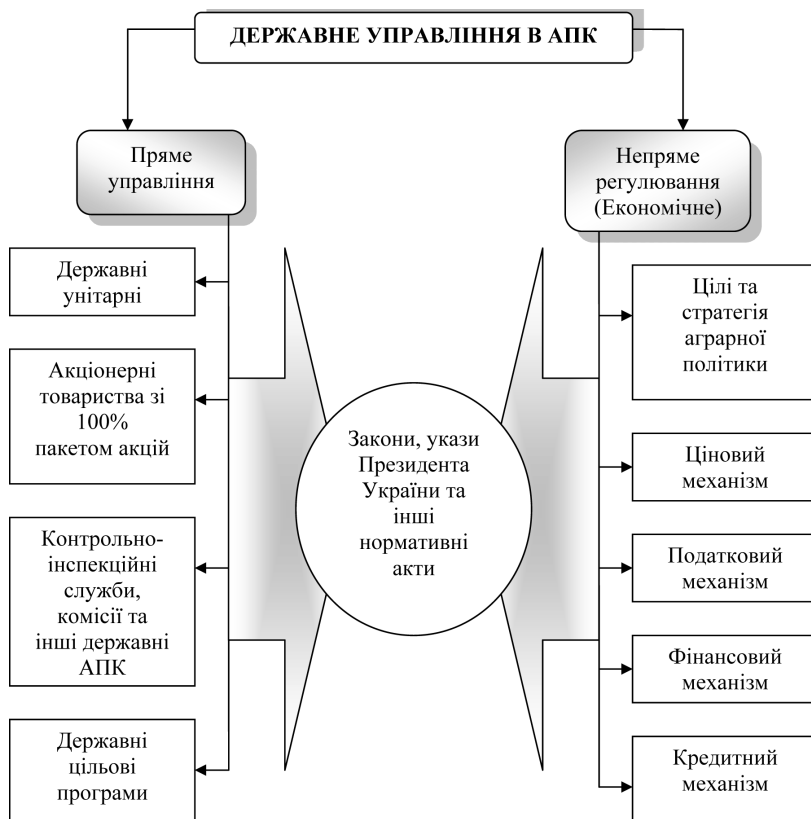 ДЕРЖАВНЕ УПРАВЛІННЯ В АПК
Пряме
управління
Непряме
регулювання
(Економічне)
Державні
унітарні
Акціонерні
товариства зі
100%
пакетом акцій
Контрольно-
інспекційні
служби,
комісії та
інші державні
АПК
Державні
цільові
програми
Закони, укази
Президента
України та
інші
нормативні
акти
Цілі та
стратегія
аграрної
політики
Ціновий
механізм
Податковий
механізм
Фінансовий
механізм
Кредитний
механізм